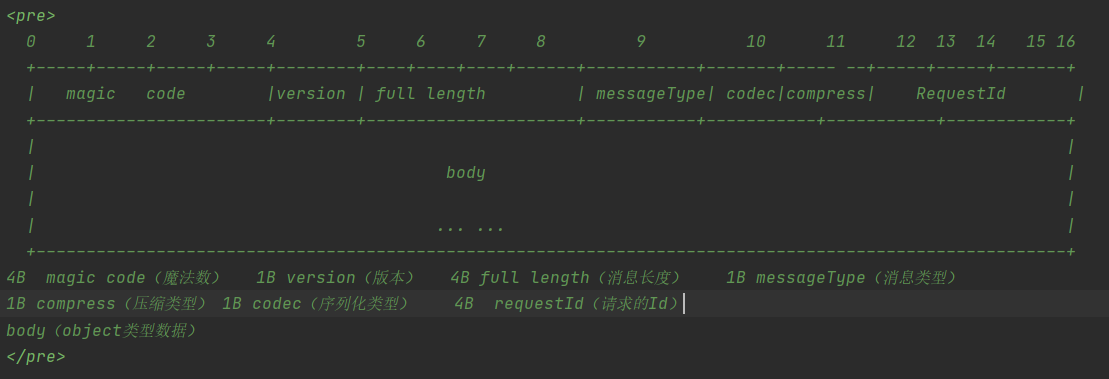 <pre>
0 1 2 3 4 5 6 7 8 9 10 11 12 13 14 15 16
+-----+-----+-----+-----+--------+----+----+----+------+-----------+-------+----- --+-----+-----+-------+
| magic code |version | full length | messageType| codec|compress| RequestId |
+-----------------------+--------+---------------------+-----------+-----------+-----------+------------+
| |
| body |
| |
| ... ... |
+-------------------------------------------------------------------------------------------------------+
4B magic code（魔法数） 1B version（版本） 4B full length（消息长度） 1B messageType（消息类型）
1B compress（压缩类型） 1B codec（序列化类型） 4B requestId（请求的Id）
body（object类型数据）
</pre>